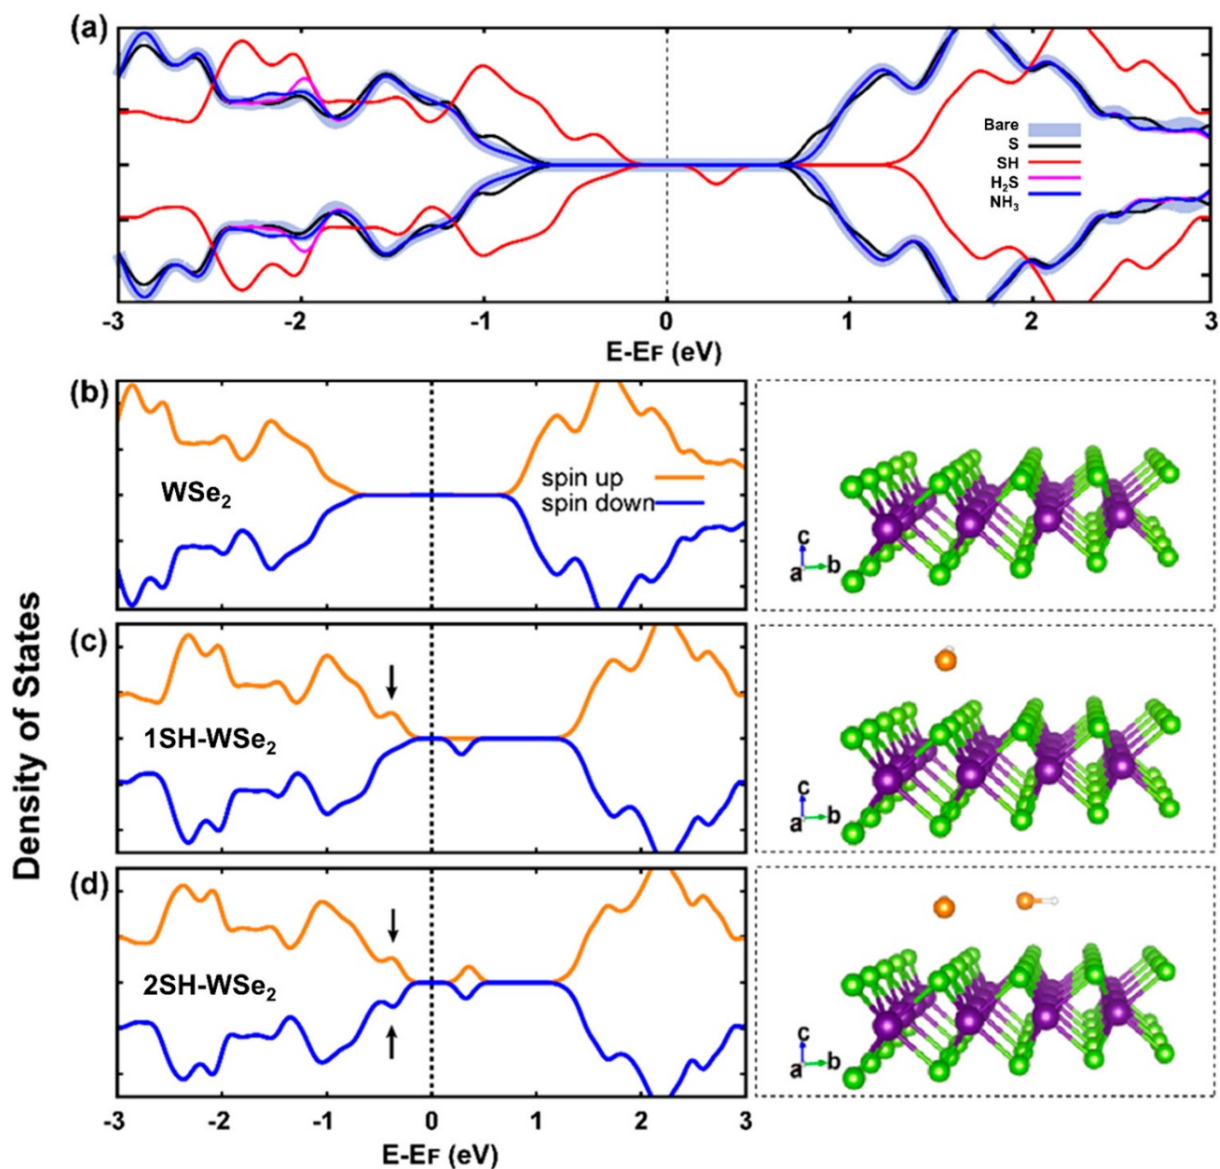 (a)
Bare
S
SH
H₂S
NH₃
-3 -2 -1 0 1 2 3
E-EF (eV)
Density of States
(b)
WSe₂
spin up
spin down
c
a b
(c)
1SH-WSe₂
c
a b
(d)
2SH-WSe₂
c
a b
-3 -2 -1 0 1 2 3
E-EF (eV)